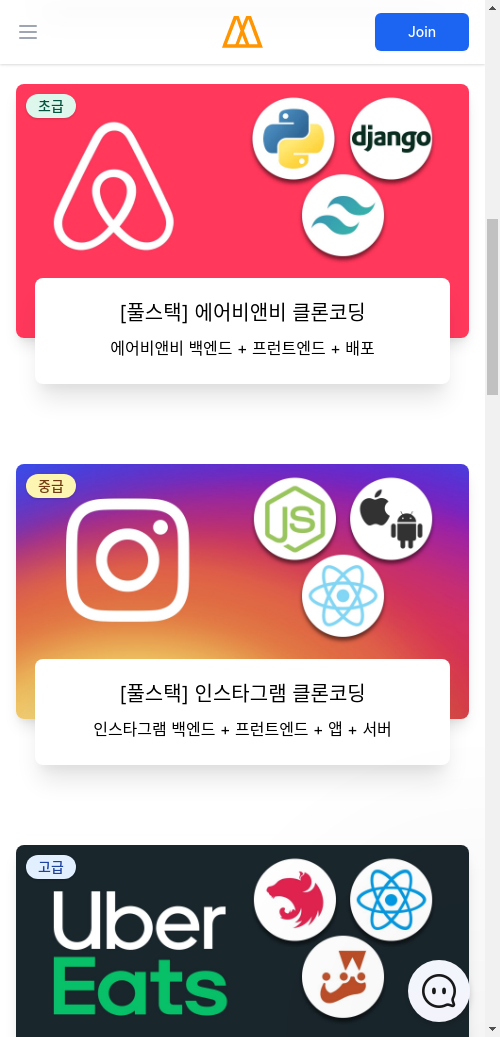 Join
초급
django
[풀스택] 에어비앤비 클론코딩
에어비앤비 백엔드 + 프런트엔드 + 배포
중급
JS
[풀스택] 인스타그램 클론코딩
인스타그램 백엔드 + 프런트엔드 + 앱 + 서버
고급
Uber
Eats